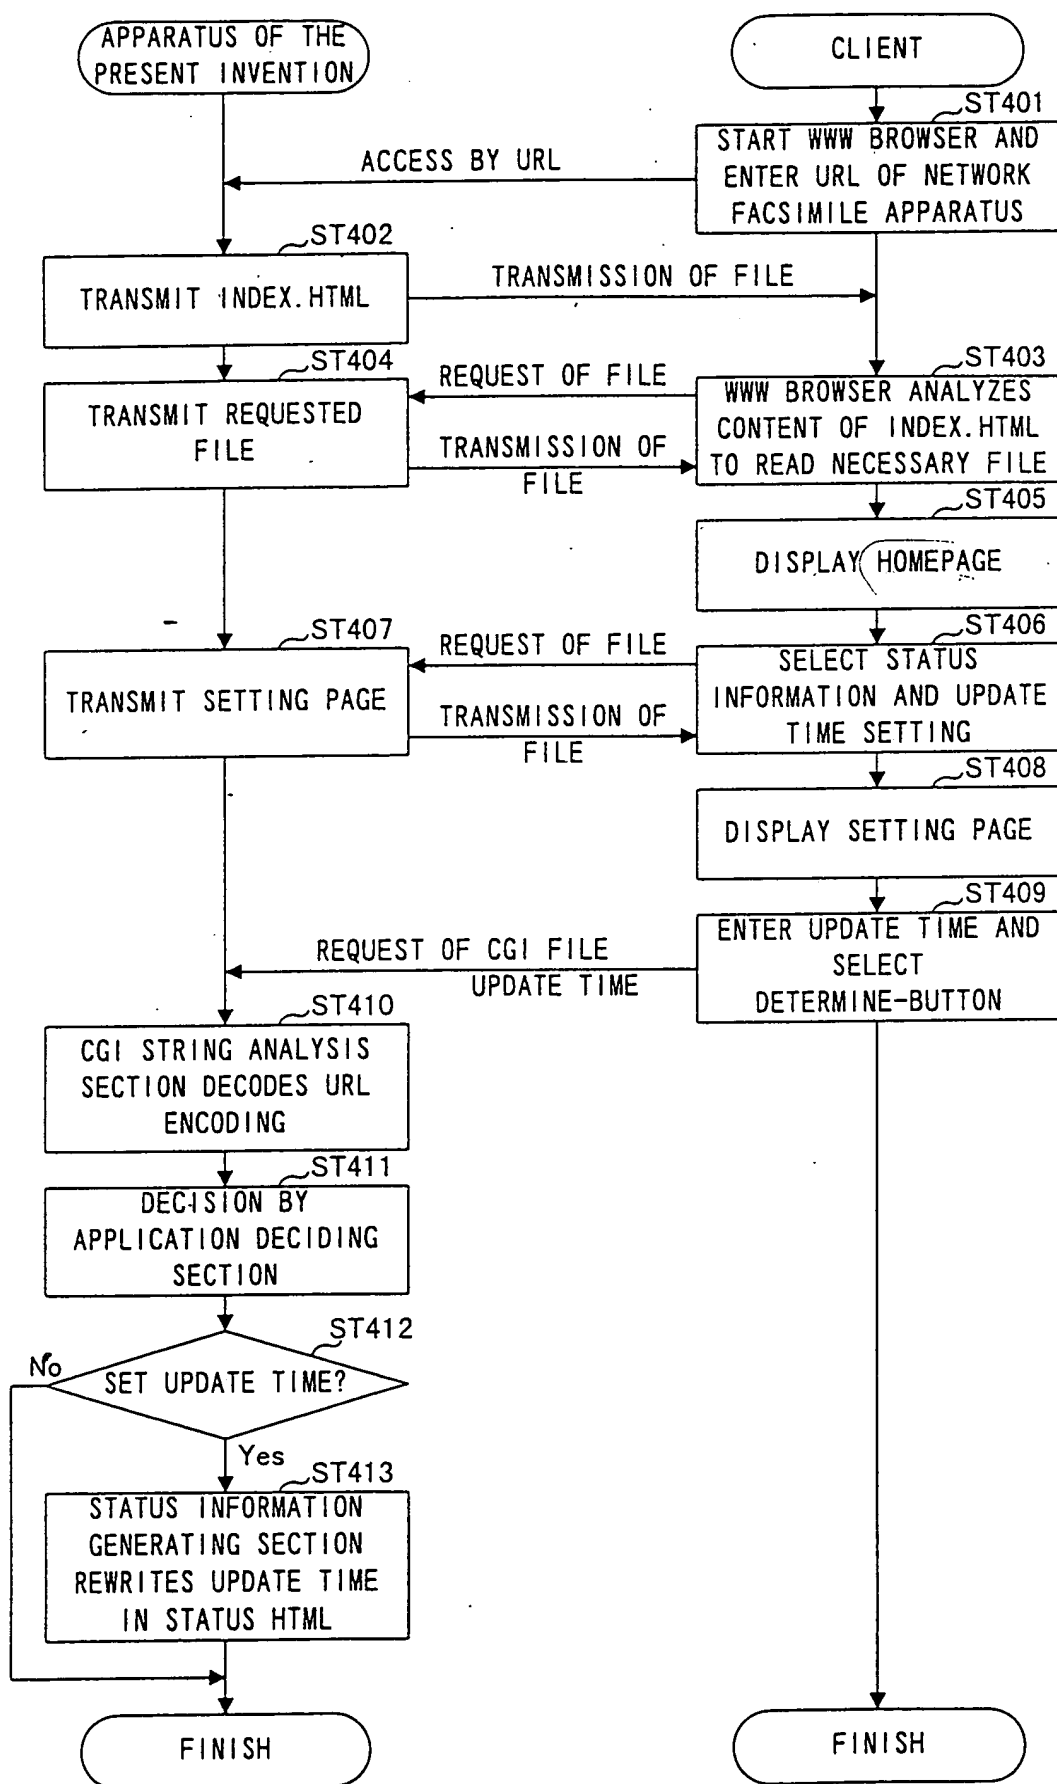 APPARATUS OF THE
PRESENT INVENTION
CLIENT
ST401
START WWW BROWSER AND
ENTER URL OF NETWORK
FACSIMILE APPARATUS
ACCESS BY URL
ST402
TRANSMIT INDEX.HTML
TRANSMISSION OF FILE
ST403
WWW BROWSER ANALYZES
CONTENT OF INDEX.HTML
TO READ NECESSARY FILE
ST404
TRANSMIT REQUESTED
FILE
REQUEST OF FILE
TRANSMISSION OF
FILE
ST405
DISPLAY HOMEPAGE
ST406
SELECT STATUS
INFORMATION AND UPDATE
TIME SETTING
ST407
TRANSMIT SETTING PAGE
REQUEST OF FILE
TRANSMISSION OF
FILE
ST408
DISPLAY SETTING PAGE
ST409
ENTER UPDATE TIME AND
SELECT
DETERMINE-BUTTON
REQUEST OF CGI FILE
UPDATE TIME
ST410
CGI STRING ANALYSIS
SECTION DECODES URL
ENCODING
ST411
DECISION BY
APPLICATION DECIDING
SECTION
ST412
SET UPDATE TIME?
No
Yes
ST413
STATUS INFORMATION
GENERATING SECTION
REWRITES UPDATE TIME
IN STATUS HTML
FINISH
FINISH